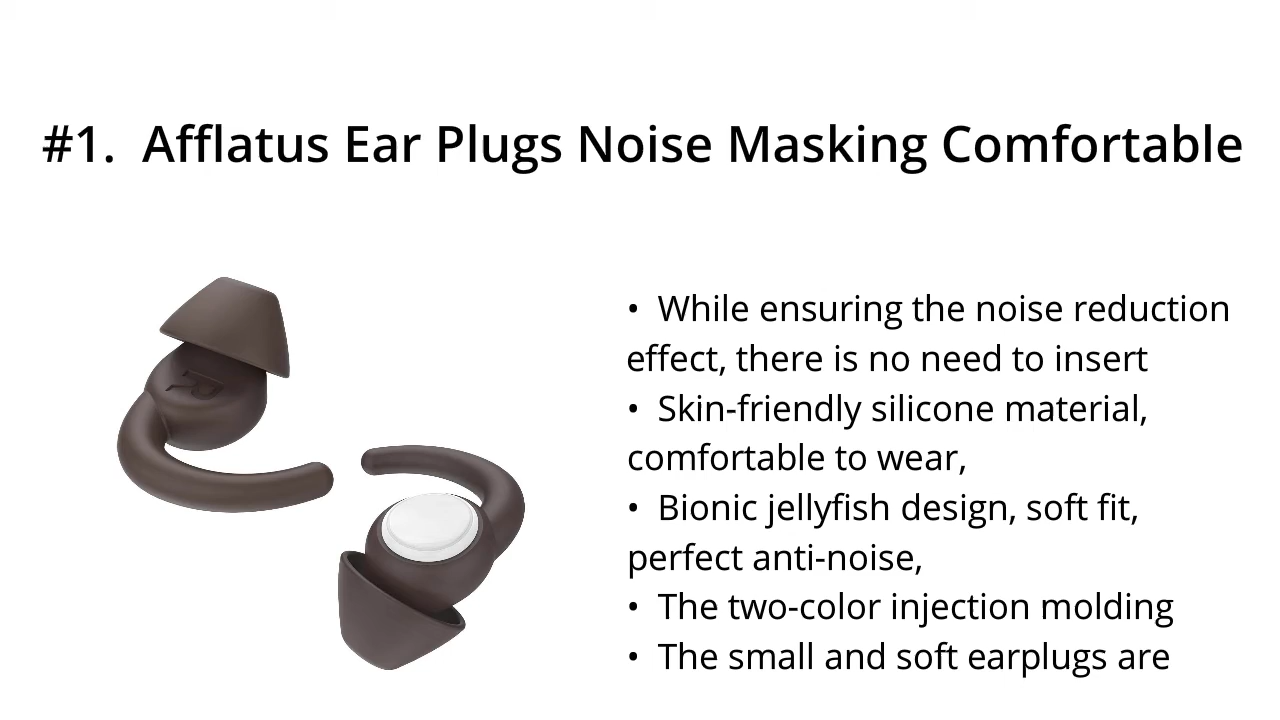 #1. Afflatus Ear Plugs Noise Masking Comfortable
• While ensuring the noise reduction
effect, there is no need to insert
• Skin-friendly silicone material,
comfortable to wear,
• Bionic jellyfish design, soft fit,
perfect anti-noise,
• The two-color injection molding
• The small and soft earplugs are
R